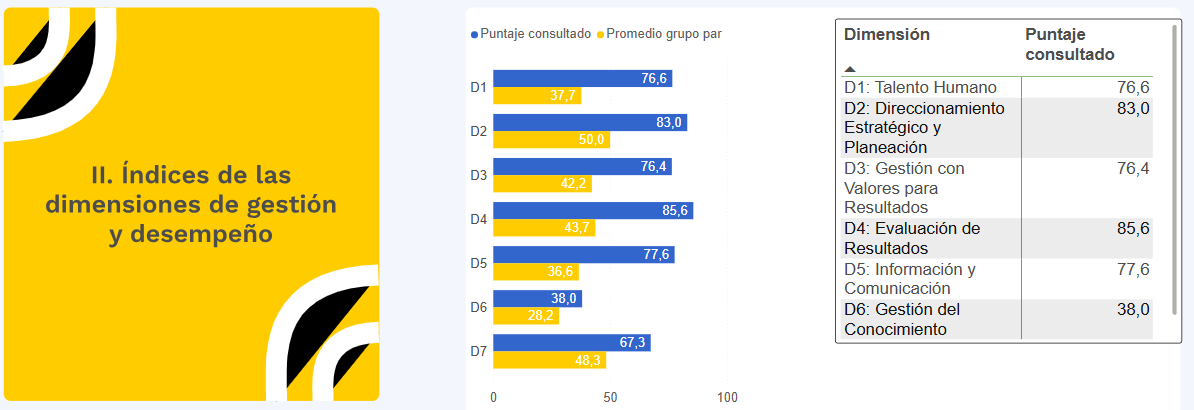 II. Índices de las
dimensiones de gestión
y desempeño
Puntaje consultado Promedio grupo par
D1 76,6
37,7
D2 83,0
50,0
D3 76,4
42,2
D4 85,6
43,7
D5 77,6
36,6
D6 38,0
28,2
D7 67,3
48,3
0 50 100
Dimensión Puntaje
consultado
D1: Talento Humano 76,6
D2: Direccionamiento 83,0
Estratégico y
Planeación
D3: Gestión con 76,4
Valores para
Resultados
D4: Evaluación de 85,6
Resultados
D5: Información y 77,6
Comunicación
D6: Gestión del 38,0
Conocimiento